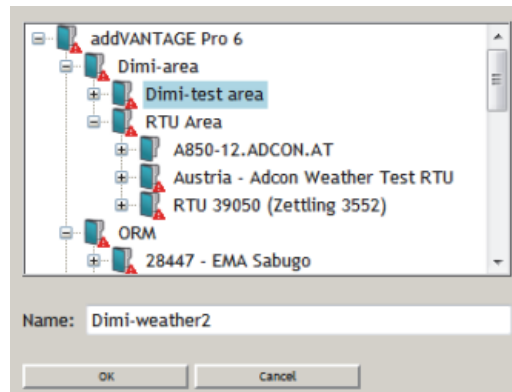 addVANTAGE Pro 6
Dimi-area
Dimi-test area
RTU Area
A850-12.ADCON.AT
Austria - Adcon Weather Test RTU
RTU 39050 (Zettling 3552)
ORM
28447 - EMA Sabugo
Name: Dimi-weather2
OK Cancel